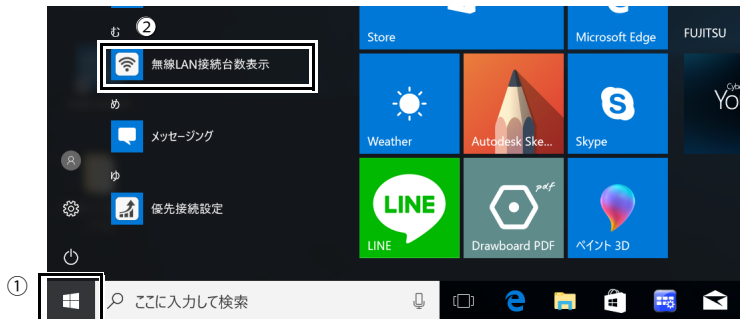 ②
む
無線LAN接続台数表示
め
メッセージング
ゆ
優先接続設定
Store
Microsoft Edge
FUJITSU
Weather
Autodesk Ske...
Skype
LINE
LINE
pdf
Drawboard PDF
ペイント 3D
①
ここに入力して検索